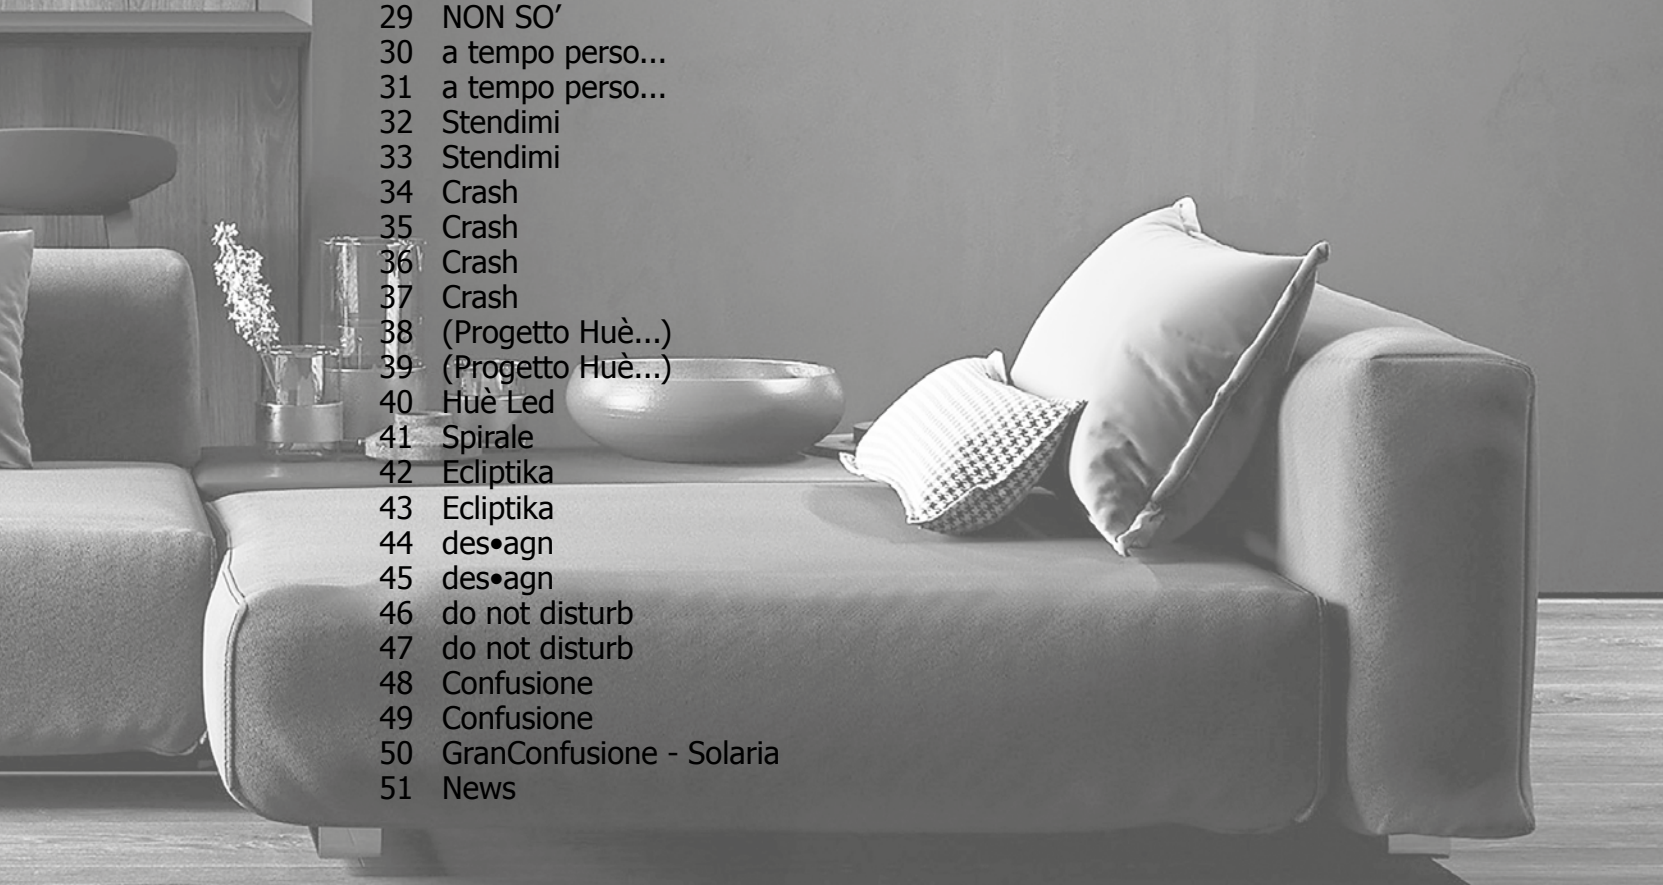 29 NON SO’
30 a tempo perso...
31 a tempo perso...
32 Stendimi
33 Stendimi
34 Crash
35 Crash
36 Crash
37 Crash
38 (Progetto Huè...)
39 (Progetto Huè...)
40 Huè Led
41 Spirale
42 Ecliptika
43 Ecliptika
44 des•agn
45 des•agn
46 do not disturb
47 do not disturb
48 Confusione
49 Confusione
50 GranConfusione - Solaria
51 News